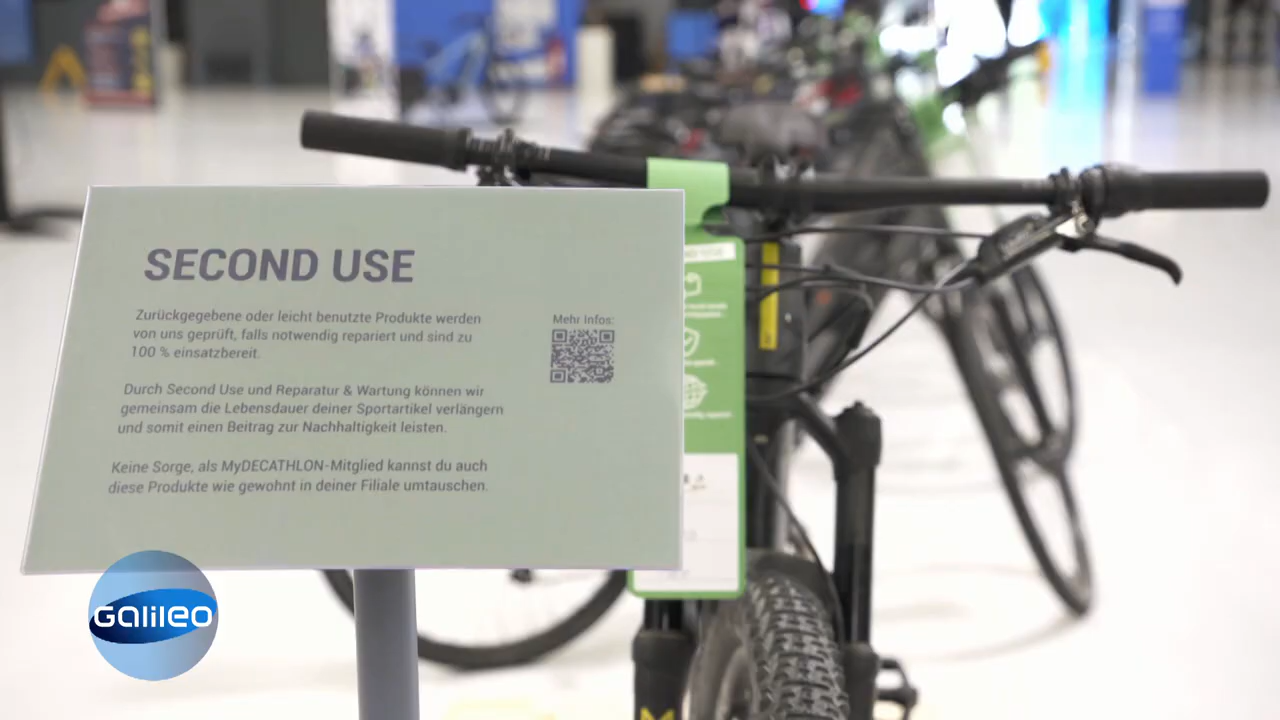 SECOND USE
Zurückgegebene oder leicht benutzte Produkte werden
von uns geprüft, falls notwendig repariert und sind zu
100 % einsatzbereit.
Mehr Infos:
Durch Second Use und Reparatur & Wartung können wir
gemeinsam die Lebensdauer deiner Sportartikel verlängern
und somit einen Beitrag zur Nachhaltigkeit leisten.
Keine Sorge, als MyDECATHLON-Mitglied kannst du auch
diese Produkte wie gewohnt in deiner Filiale umtauschen.
Galileo